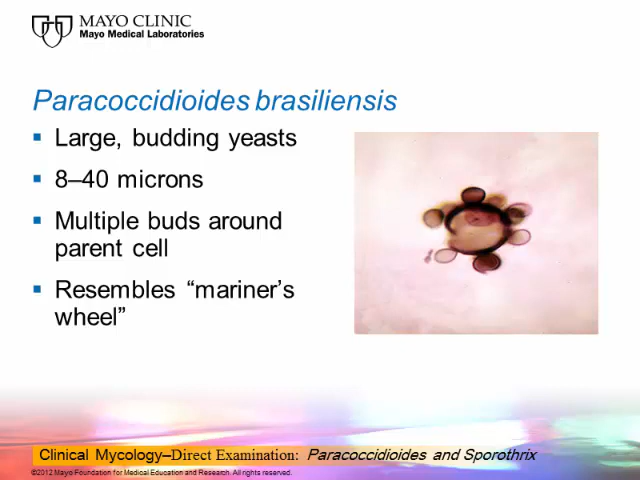 MAYO CLINIC
Mayo Medical Laboratories
Paracoccidioides brasiliensis
▪ Large, budding yeasts
▪ 8–40 microns
▪ Multiple buds around
parent cell
▪ Resembles “mariner’s
wheel”
Clinical Mycology–Direct Examination: Paracoccidioides and Sporothrix
©2012 Mayo Foundation for Medical Education and Research. All rights reserved.